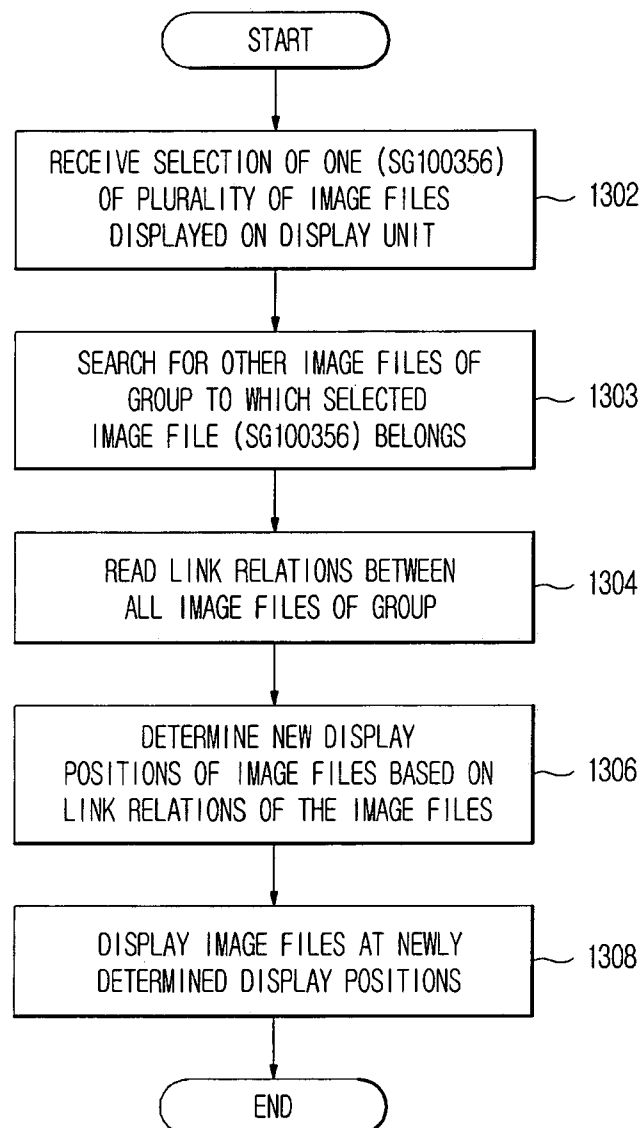 START
RECEIVE SELECTION OF ONE (SG100356)
OF PLURALITY OF IMAGE FILES
DISPLAYED ON DISPLAY UNIT
1302
SEARCH FOR OTHER IMAGE FILES OF
GROUP TO WHICH SELECTED
IMAGE FILE (SG100356) BELONGS
1303
READ LINK RELATIONS BETWEEN
ALL IMAGE FILES OF GROUP
1304
DETERMINE NEW DISPLAY
POSITIONS OF IMAGE FILES BASED ON
LINK RELATIONS OF THE IMAGE FILES
1306
DISPLAY IMAGE FILES AT NEWLY
DETERMINED DISPLAY POSITIONS
1308
END